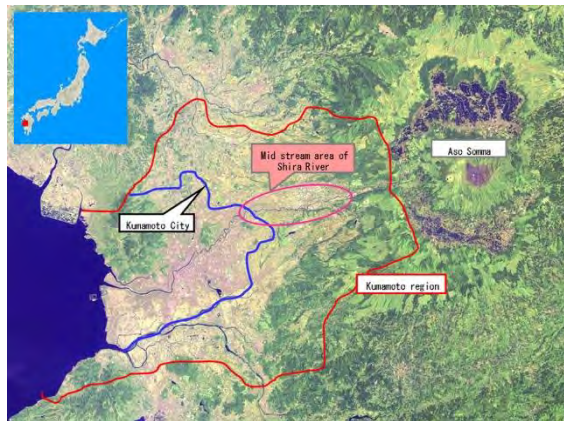 Mid stream area of
Shira River
Aso Somma
Kumamoto City
Kumamoto region